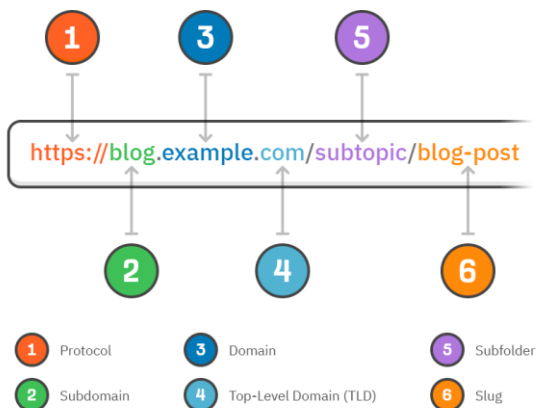 1 3 5
https://blog.example.com/subtopic/blog-post
2 4 6
1 Protocol 3 Domain 5 Subfolder
2 Subdomain 4 Top-Level Domain (TLD) 6 Slug